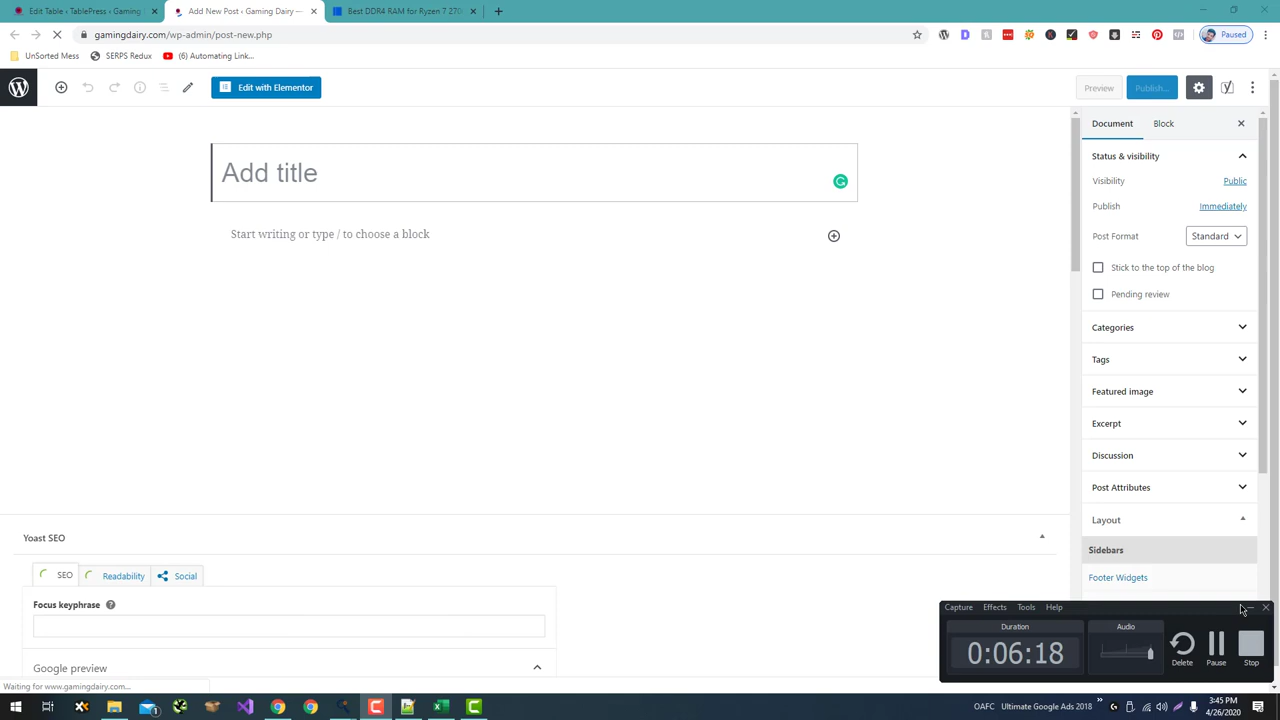 Edit Table ‹ TablePress ‹ Gaming D
Add New Post ‹ Gaming Dairy —
Best DDR4 RAM for Ryzen 7 270
gamingdairy.com/wp-admin/post-new.php
Paused
UnSorted Mess
SERPS Redux
(6) Automating Link...
Edit with Elementor
Preview
Publish...
Document
Block
Add title
Start writing or type / to choose a block
Status & visibility
Visibility
Public
Publish
Immediately
Post Format
Standard
Stick to the top of the blog
Pending review
Categories
Tags
Featured image
Excerpt
Discussion
Post Attributes
Layout
Sidebars
Footer Widgets
Yoast SEO
SEO
Readability
Social
Focus keyphrase
Google preview
Waiting for www.gamingdairy.com...
Capture
Effects
Tools
Help
Duration
Audio
0:06:18
Delete
Pause
Stop
OAFC
Ultimate Google Ads 2018
3:45 PM
4/26/2020